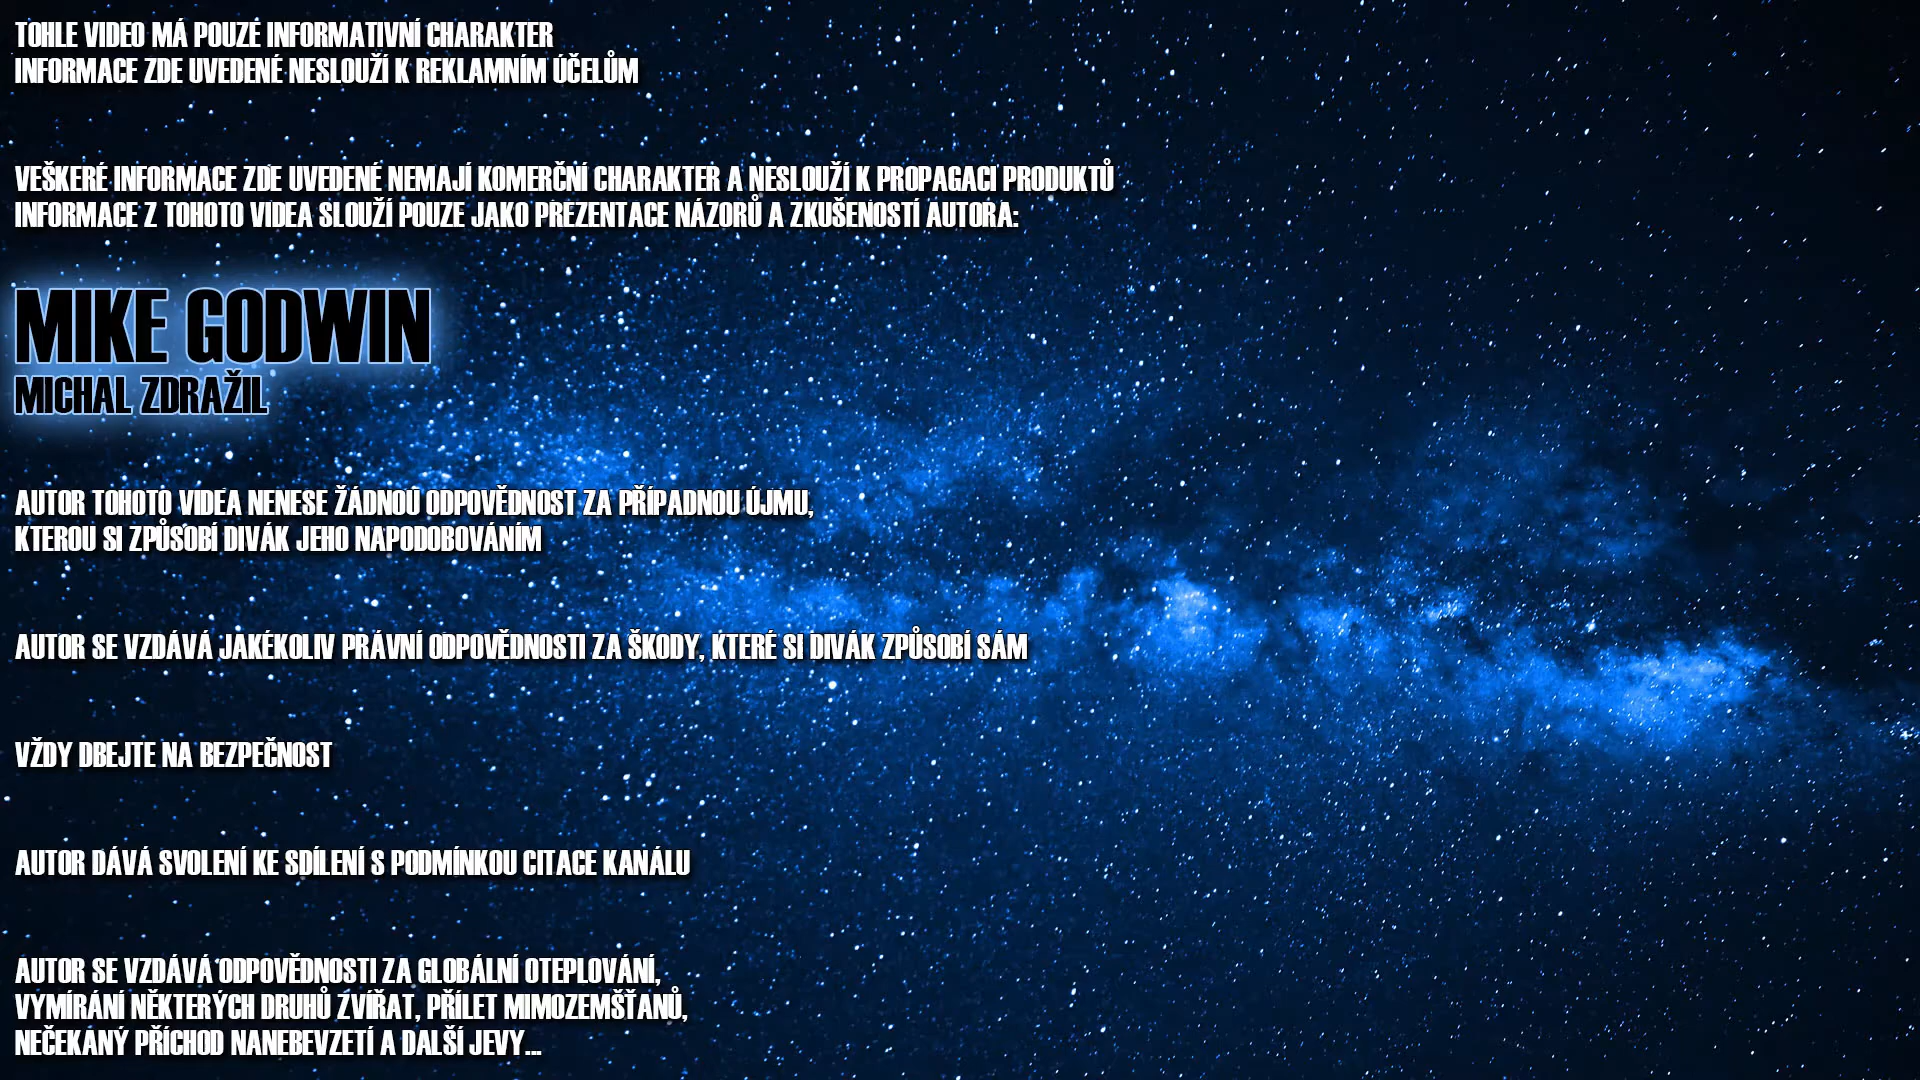 TOHLE VIDEO MÁ POUZE INFORMATIVNÍ CHARAKTER
INFORMACE ZDE UVEDENÉ NESLOUŽÍ K REKLAMNÍM ÚČELŮM
VEŠKERÉ INFORMACE ZDE UVEDENÉ NEMAJÍ KOMERČNÍ CHARAKTER A NESLOUŽÍ K PROPAGACI PRODUKTŮ
INFORMACE Z TOHOTO VIDEA SLOUŽÍ POUZE JAKO PREZENTACE NÁZORŮ A ZKUŠENOSTÍ AUTORA:
MIKE GODWIN
MICHAL ZDRAŽIL
AUTOR TOHOTO VIDEA NENESE ŽÁDNOU ODPOVĚDNOST ZA PŘÍPADNOU ÚJMU,
KTEROU SI ZPŮSOBÍ DIVÁK JEHO NAPODOBOVÁNÍM
AUTOR SE VZDÁVÁ JAKÉKOLIV PRÁVNÍ ODPOVĚDNOSTI ZA ŠKODY, KTERÉ SI DIVÁK ZPŮSOBÍ SÁM
VŽDY DBEJTE NA BEZPEČNOST
AUTOR DÁVÁ SVOLENÍ KE SDÍLENÍ S PODMÍNKOU CITACE KANÁLU
AUTOR SE VZDÁVÁ ODPOVĚDNOSTI ZA GLOBÁLNÍ OTEPLOVÁNÍ,
VYMÍRÁNÍ NĚKTERÝCH DRUHŮ ZVÍŘAT, PŘÍLET MIMOZEMŠŤANŮ,
NEČEKANÝ PŘÍCHOD NANEBEVZETÍ A DALŠÍ JEVY...